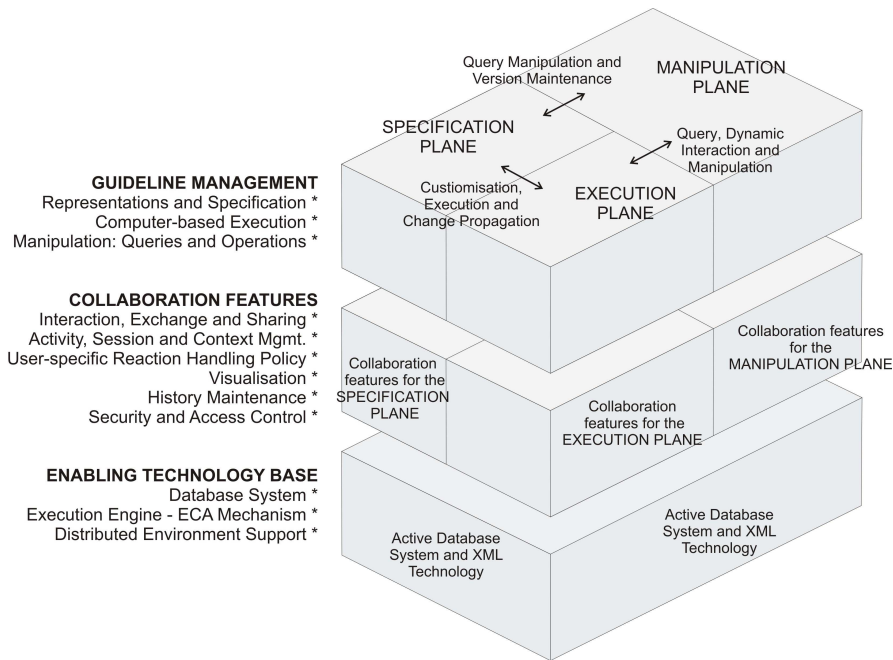 Query Manipulation and
Version Maintenance
MANIPULATION
PLANE
SPECIFICATION
PLANE
Query, Dynamic
Interaction and
Manipulation
Custiomisation,
Execution and
Change Propagation
EXECUTION
PLANE
GUIDELINE MANAGEMENT
Representations and Specification *
Computer-based Execution *
Manipulation: Queries and Operations *
COLLABORATION FEATURES
Interaction, Exchange and Sharing *
Activity, Session and Context Mgmt. *
User-specific Reaction Handling Policy *
Visualisation *
History Maintenance *
Security and Access Control *
Collaboration
features for the
SPECIFICATION
PLANE
Collaboration
features for the
EXECUTION PLANE
Collaboration features
for the
MANIPULATION PLANE
ENABLING TECHNOLOGY BASE
Database System *
Execution Engine - ECA Mechanism *
Distributed Environment Support *
Active Database
System and XML
Technology
Active Database
System and XML
Technology